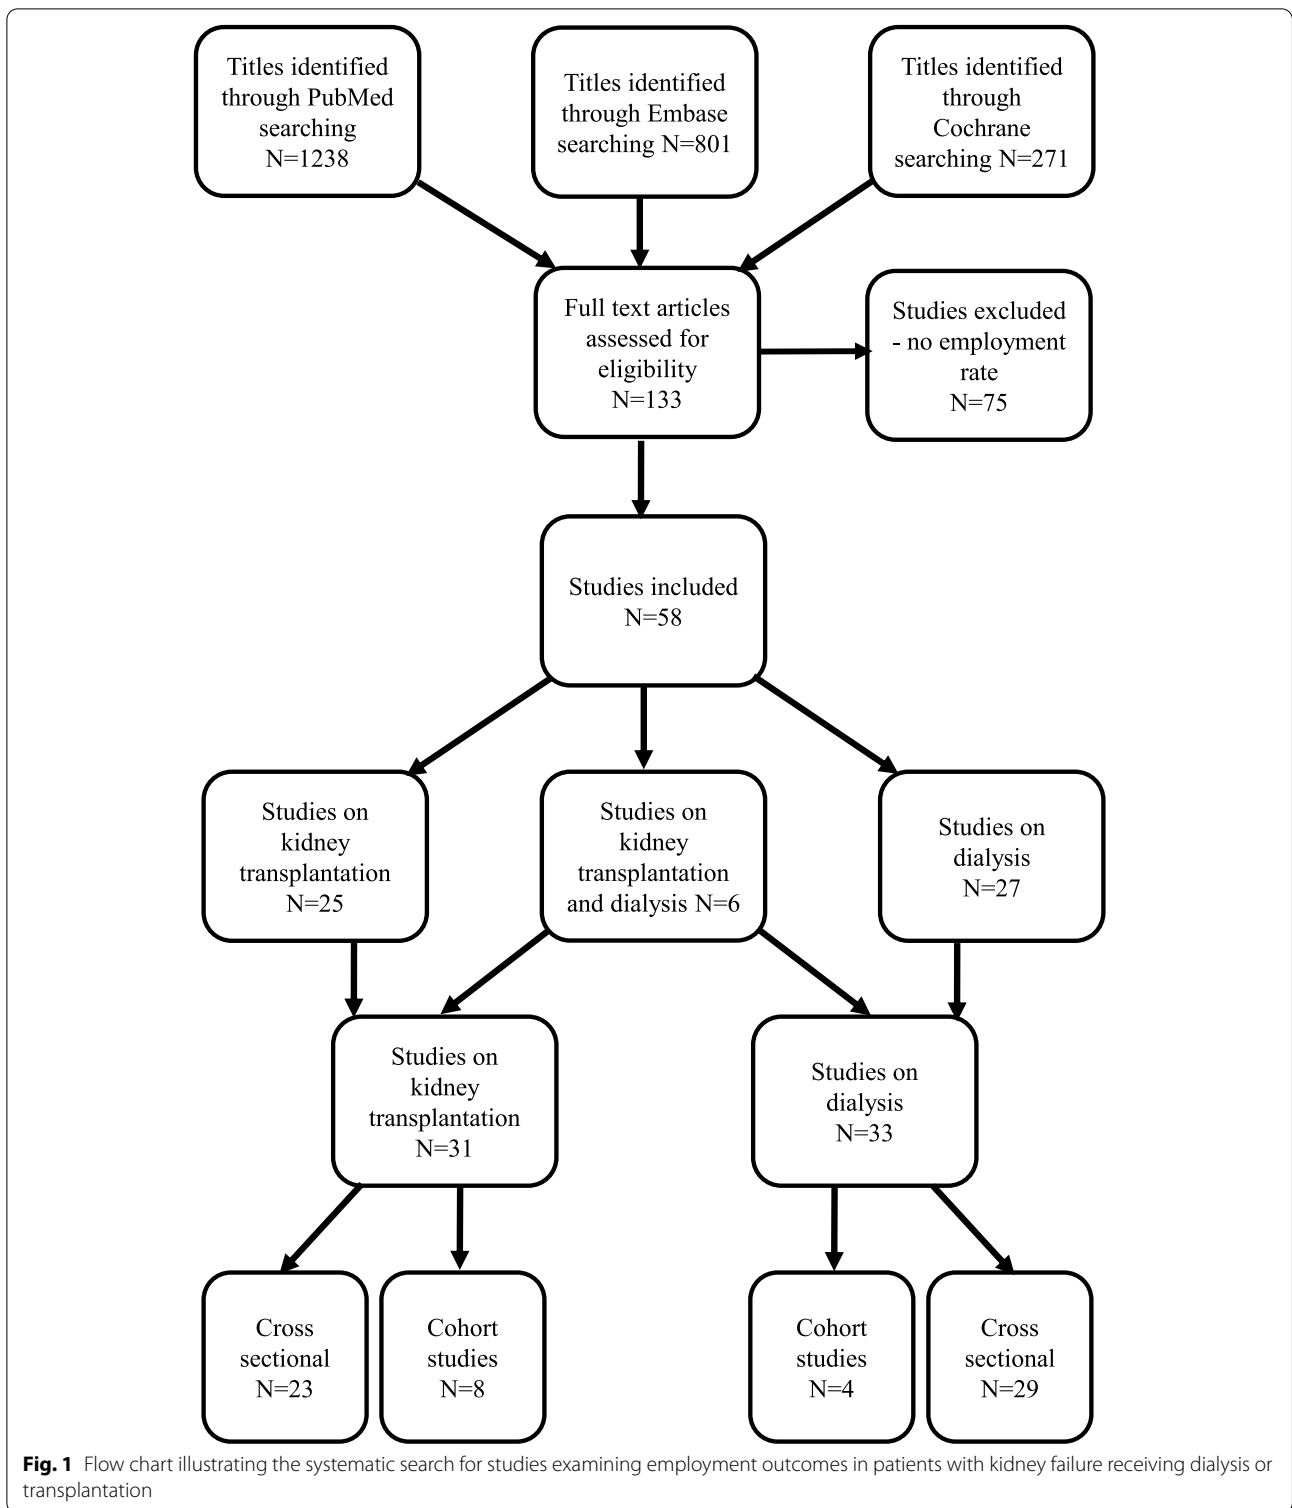 Titles identified
through PubMed
searching
N=1238
Titles identified
through Embase
searching N=801
Titles identified
through
Cochrane
searching N=271
Full text articles
assessed for
eligibility
N=133
Studies excluded
- no employment
rate
N=75
Studies included
N=58
Studies on
kidney
transplantation
N=25
Studies on
kidney
transplantation
and dialysis N=6
Studies on
dialysis
N=27
Studies on
kidney
transplantation
N=31
Studies on
dialysis
N=33
Cross
sectional
N=23
Cohort
studies
N=8
Cohort
studies
N=4
Cross
sectional
N=29
Fig. 1 Flow chart illustrating the systematic search for studies examining employment outcomes in patients with kidney failure receiving dialysis or
transplantation